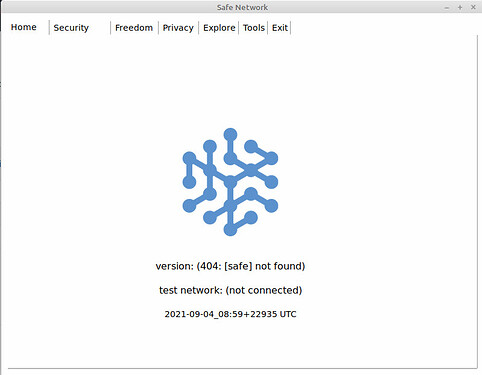 Safe Network
Home Security Freedom Privacy Explore Tools Exit
version: (404: [safe] not found)
test network: (not connected)
2021-09-04_08:59+22935 UTC